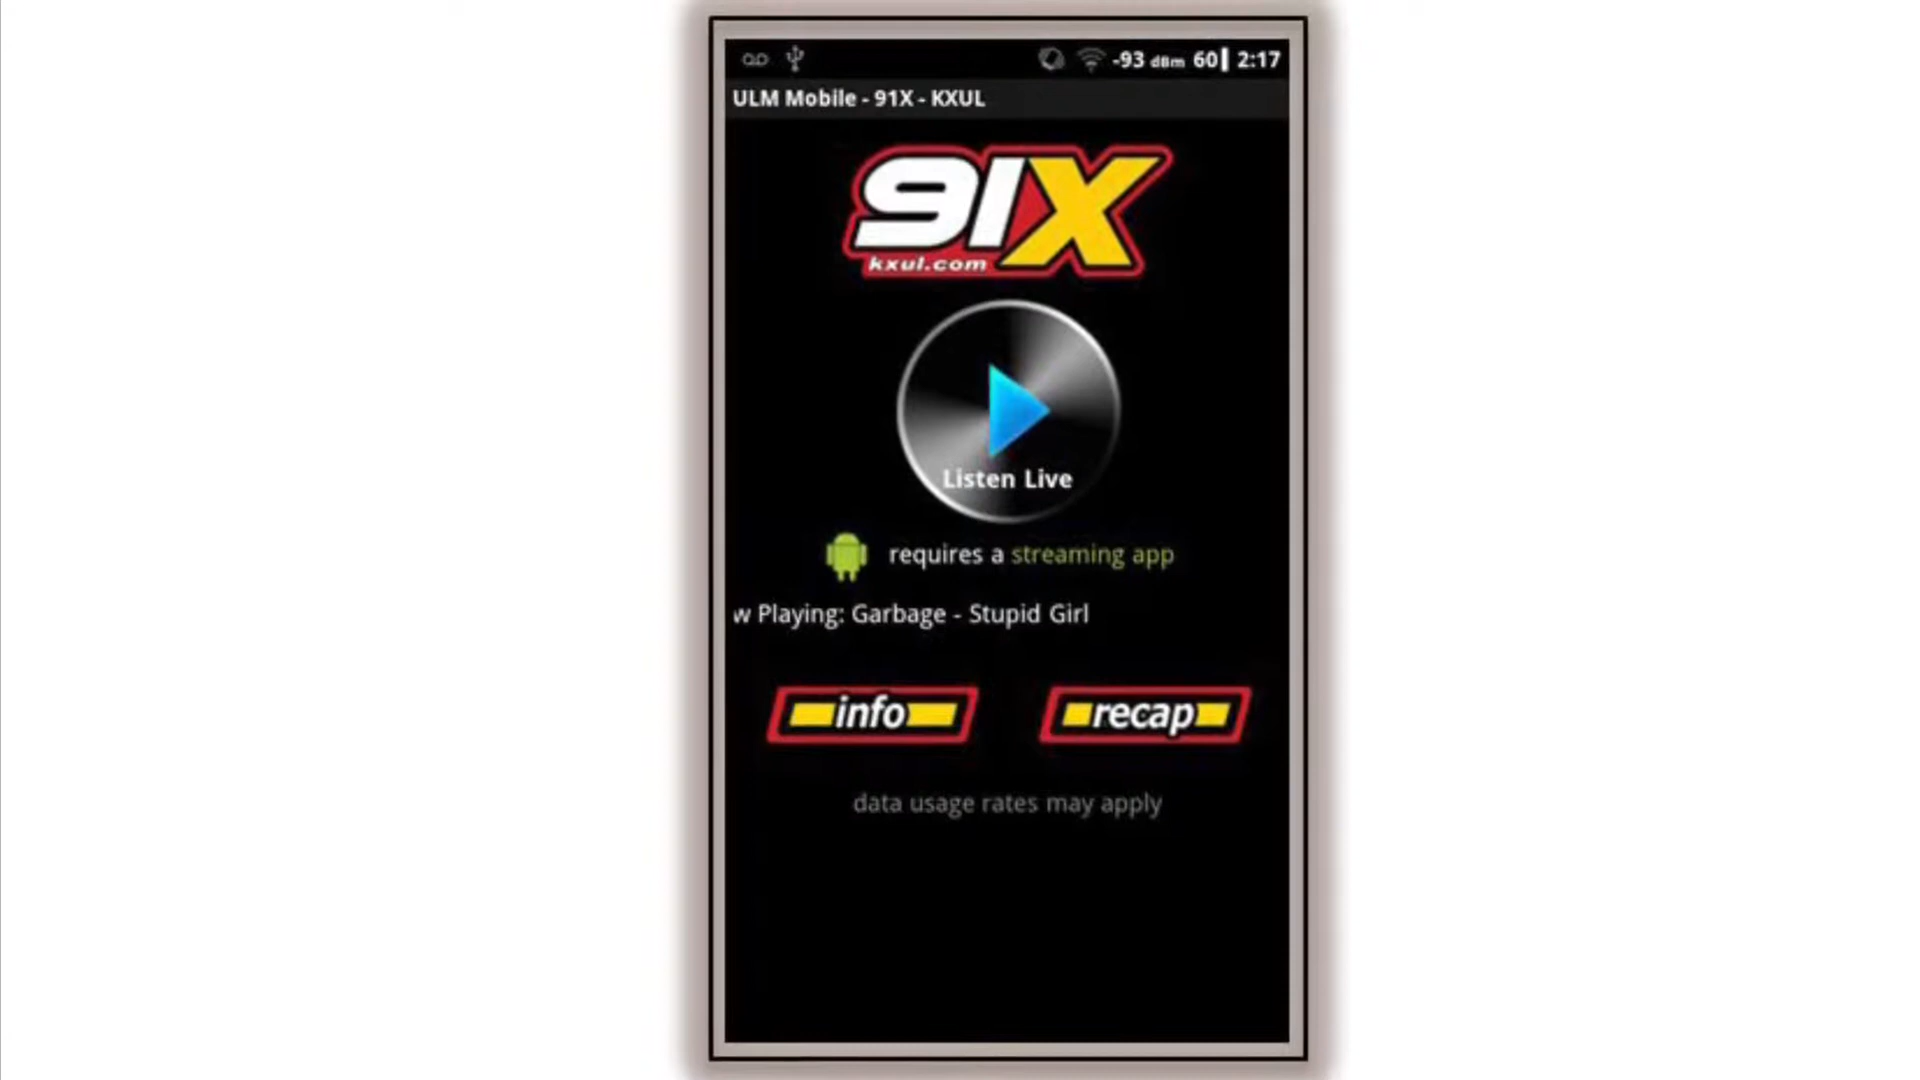 -93 dBm 60 2:17
ULM Mobile - 91X - KXUL
91X
kxul.com
Listen Live
requires a streaming app
w Playing: Garbage - Stupid Girl
info
recap
data usage rates may apply